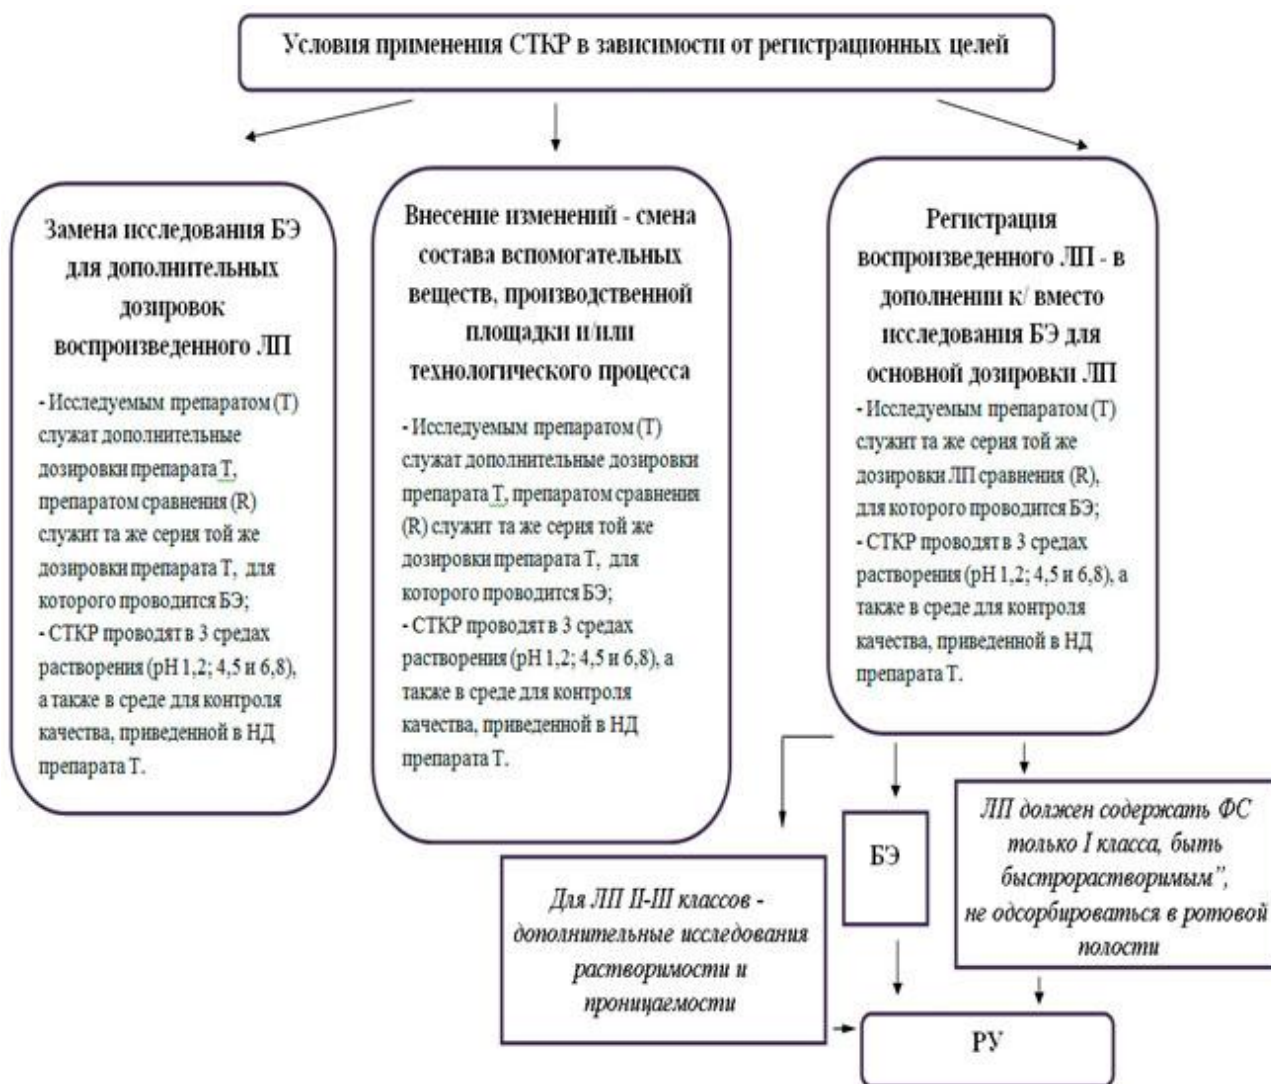 Условия применения СТКР в зависимости от регистрационных целей
Замена исследования БЭ
для дополнительных
дозировок
воспроизведенного ЛП
- Исследуемым препаратом (Т)
служат дополнительные
дозировки препарата Т,
препаратом сравнения (R)
служит та же серия той же
дозировки препарата Т, для
которого проводится БЭ;
- СТКР проводят в 3 средах
растворения (рН 1,2; 4,5 и 6,8),
а также в среде для контроля
качества, приведенной в НД
препарата Т.
Внесение изменений - смена
состава вспомогательных
веществ, производственной
площадки и/или
технологического процесса
- Исследуемым препаратом (Т)
служат дополнительные дозировки
препарата Т, препаратом сравнения
(R) служит та же серия той же
дозировки препарата Т, для
которого проводится БЭ;
- СТКР проводят в 3 средах
растворения (рН 1,2; 4,5 и 6,8), а
также в среде для контроля
качества, приведенной в НД
препарата Т.
Регистрация
воспроизведенного ЛП - в
дополнении к/ вместо
исследования БЭ для
основной дозировки ЛП
- Исследуемым препаратом (Т)
служит та же серия той же
дозировки ЛП сравнения (R),
для которого проводится БЭ;
- СТКР проводят в 3 средах
растворения (рН 1,2; 4,5 и 6,8), а
также в среде для контроля
качества, приведенной в НД
препарата Т.
Для ЛП II-III классов -
дополнительные исследования
растворимости и
проницаемости
БЭ
ЛП должен содержать ФС
только I класса, быть
быстрорастворимым”,
не одсорбироваться в ротовой
полости
РУ